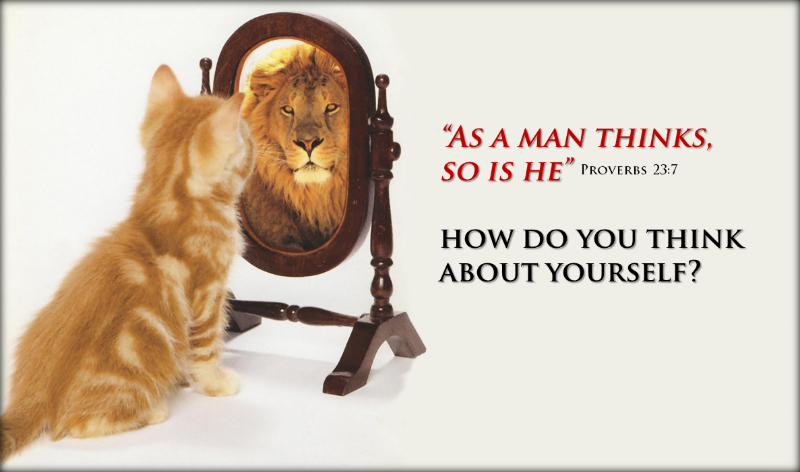 “As a man thinks,
so is he” Proverbs 23:7
HOW DO YOU THINK
ABOUT YOURSELF?